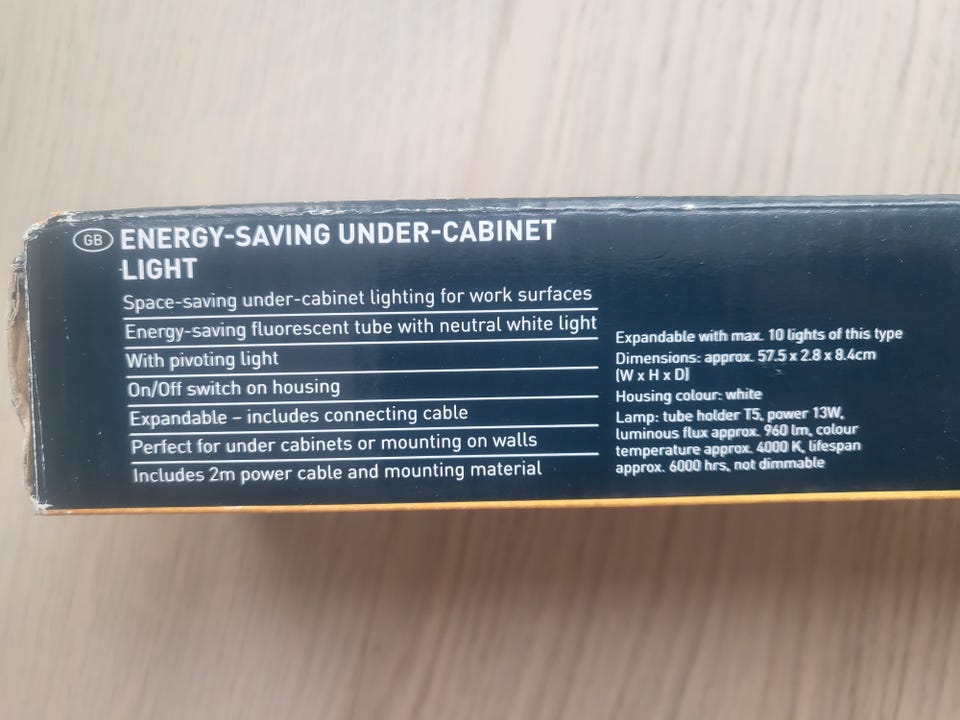 GB ENERGY-SAVING UNDER-CABINET
LIGHT
Space-saving under-cabinet lighting for work surfaces
Energy-saving fluorescent tube with neutral white light
With pivoting light
On/Off switch on housing
Expandable – includes connecting cable
Perfect for under cabinets or mounting on walls
Includes 2m power cable and mounting material
Expandable with max. 10 lights of this type
Dimensions: approx. 57.5 x 2.8 x 8.4cm
(W x H x D)
Housing colour: white
Lamp: tube holder T5, power 13W,
luminous flux approx. 960 lm, colour
temperature approx. 4000 K, lifespan
approx. 6000 hrs, not dimmable